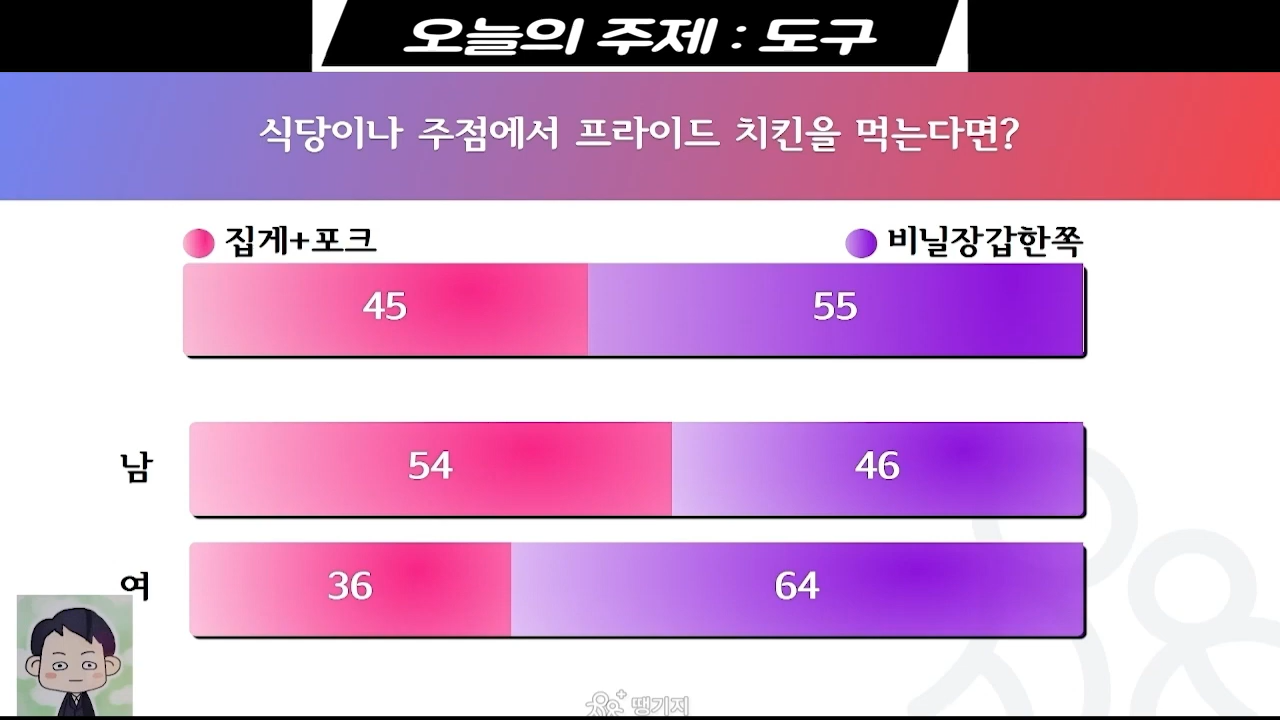 오늘의 주제 : 도구
식당이나 주점에서 프라이드 치킨을 먹는다면?
집게+포크
비닐장갑한쪽
45
55
남
54
46
여
36
64
땡기지